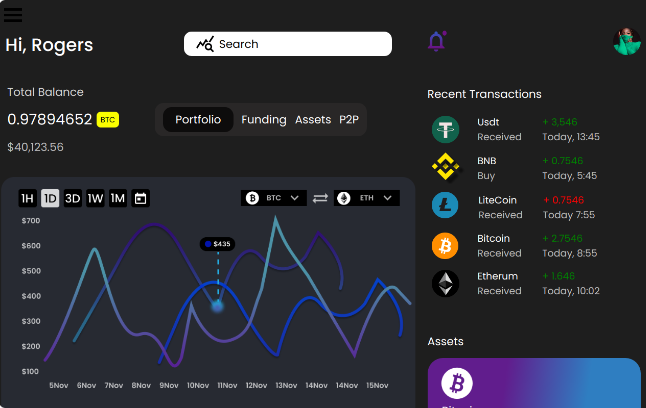 Hi, Rogers
Search
Total Balance
0.97894652 BTC
$40,123.56
Portfolio Funding Assets P2P
1H 1D 3D 1W 1M
BTC ETH
$700
$600
$500
$400
$300
$200
$100
$435
5Nov 6Nov 7Nov 8Nov 9Nov 10Nov 11Nov 12Nov 13Nov 14Nov 14Nov 15Nov
Recent Transactions
Usdt + 3,546
Received Today, 13:45
BNB + 0.7546
Buy Today, 5:45
LiteCoin + 0.7546
Received Today 7:55
Bitcoin + 2.7546
Received Today, 8:55
Etherum + 1.646
Received Today, 10:02
Assets